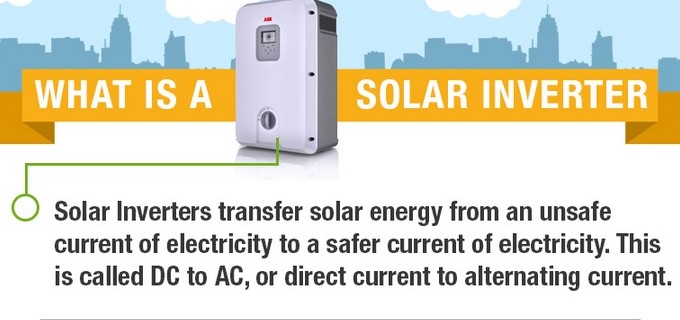 ABB
WHAT IS A SOLAR INVERTER
Solar Inverters transfer solar energy from an unsafe
current of electricity to a safer current of electricity. This
is called DC to AC, or direct current to alternating current.